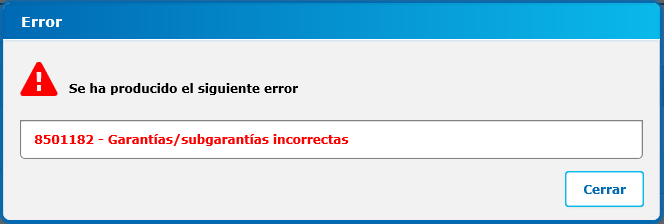 Error
Se ha producido el siguiente error
8501182 - Garantías/subgarantías incorrectas
Cerrar